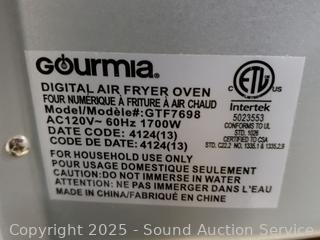 GOURMIA
DIGITAL AIR FRYER OVEN
FOUR NUMÉRIQUE À FRITURE À AIR CHAUD
Model/Modèle#:GTF7698
AC120V~ 60Hz 1700W
DATE CODE: 4124(13)
CODE DE DATE: 4124(13)
FOR HOUSEHOLD USE ONLY
POUR USAGE DOMESTIQUE SEULEMENT
CAUTION: DO NOT IMMERSE IN WATER
ATTENTION: NE PAS IMMERGER DANS L'EAU
MADE IN CHINA/FABRIQUÉ EN CHINE
ETL
CM
LISTED
US
Intertek
5023553
CONFORMS TO UL
STD. 1026
CERTIFIED TO CSA
STD. C22.2 NO. 1335.1 & 1335.2.9
Copyright 2025 - Sound Auction Service